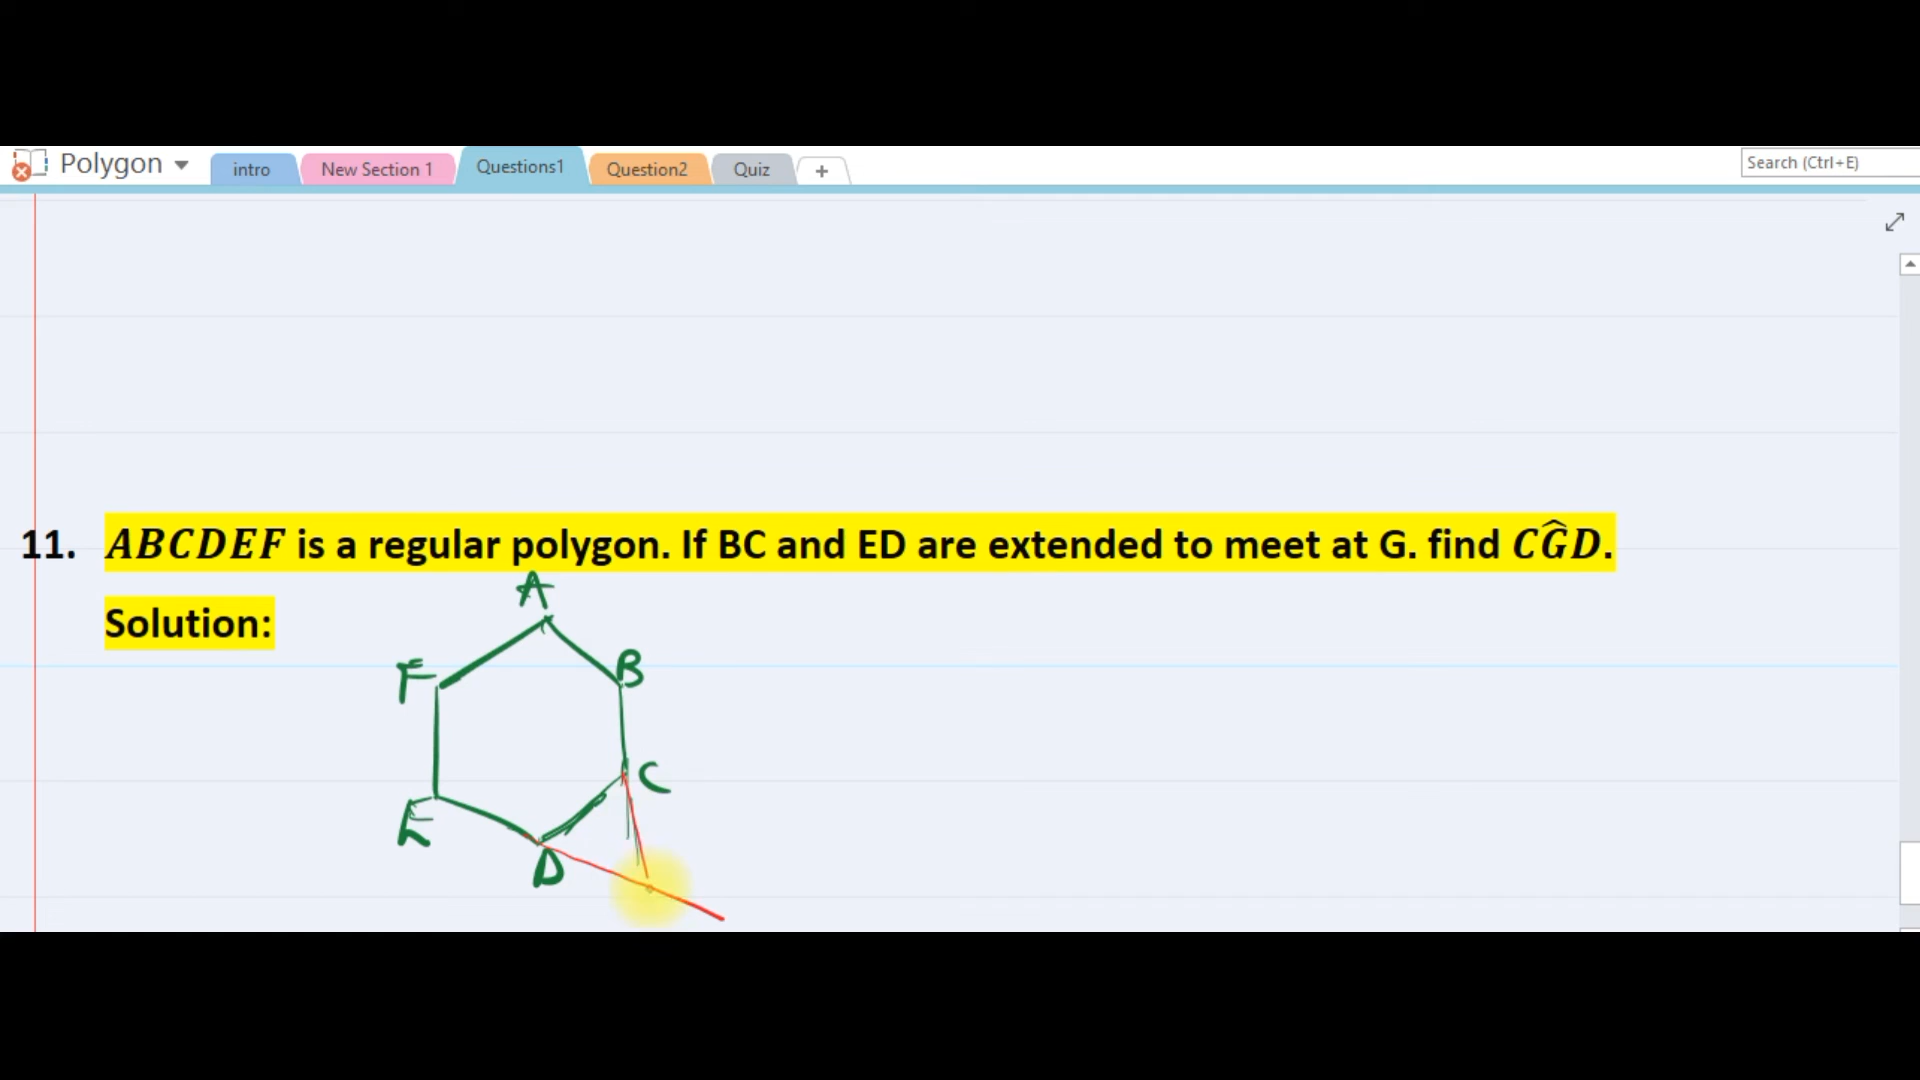 Polygon
intro
New Section 1
Questions1
Question2
Quiz
+
Search (Ctrl+E)
11. ABCDEF is a regular polygon. If BC and ED are extended to meet at G. find CĜD.
Solution:
A
F
B
C
E
D